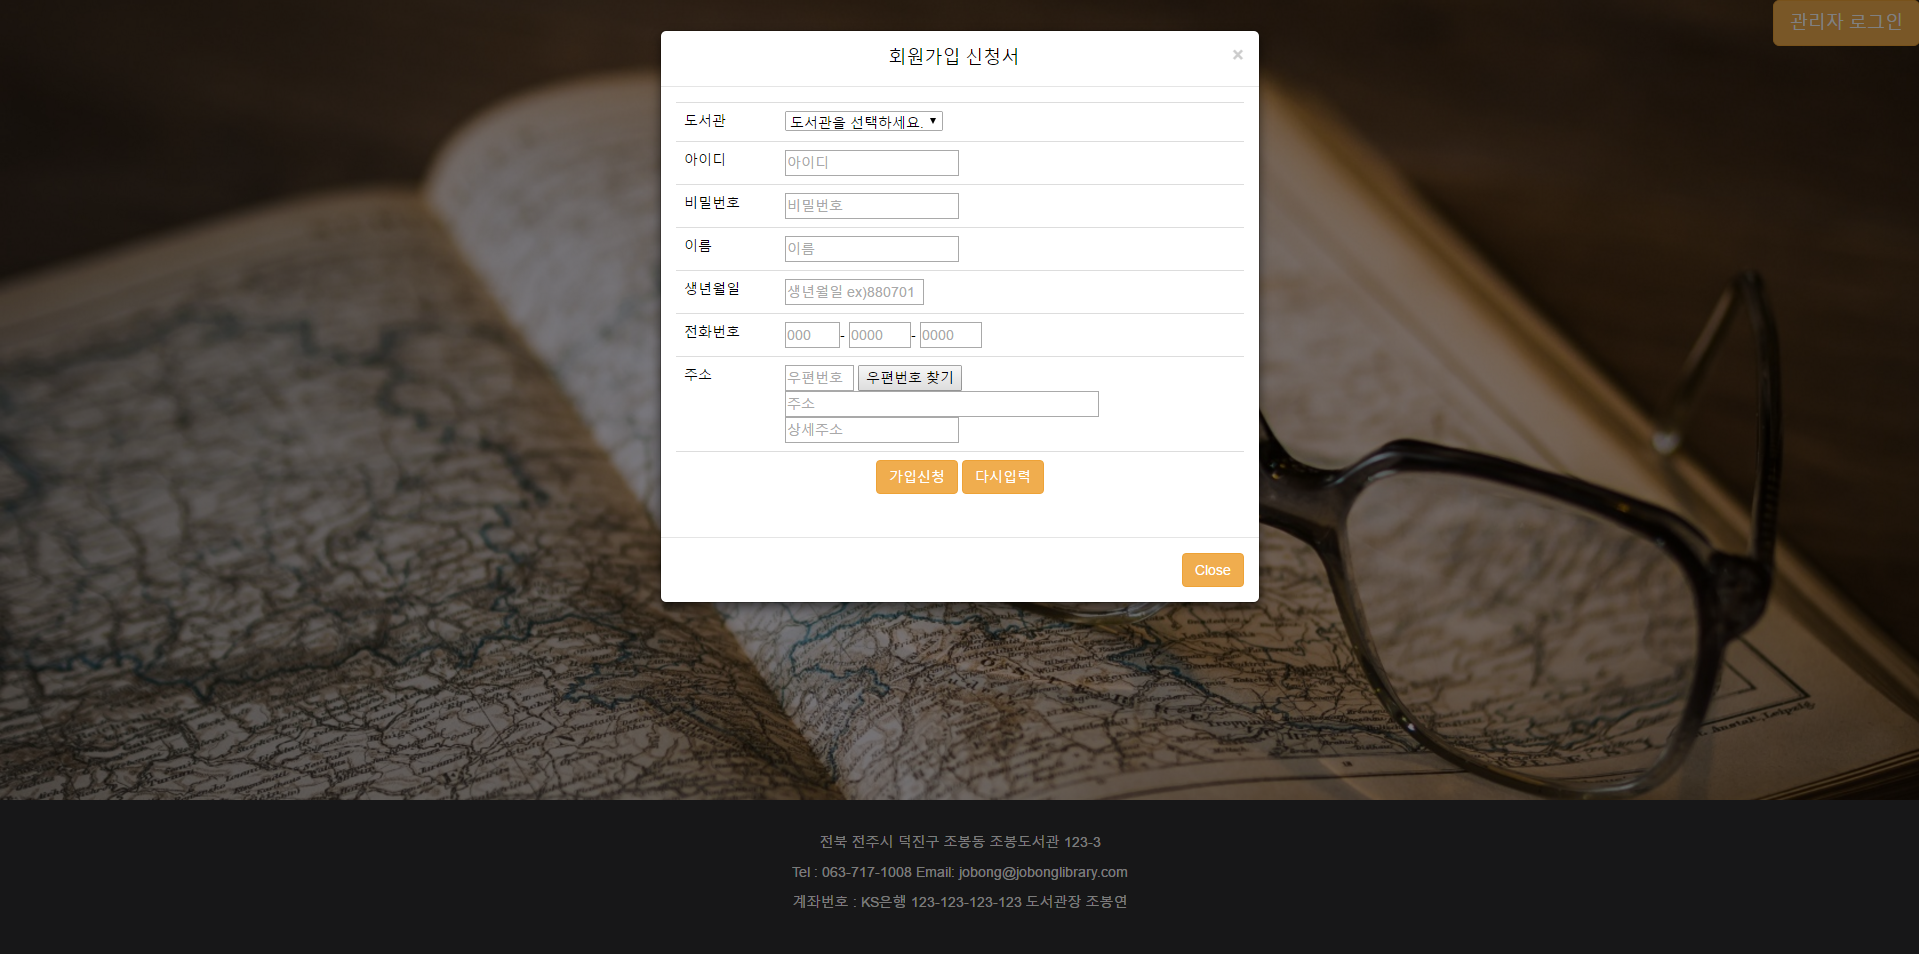 관리자 로그인
회원가입 신청서 ×
도서관 도서관을 선택하세요.
아이디 아이디
비밀번호 비밀번호
이름 이름
생년월일 생년월일 ex)880701
전화번호 000 - 0000 - 0000
주소 우편번호 우편번호 찾기
주소
상세주소
가입신청 다시입력
Close
전북 전주시 덕진구 조봉동 조봉도서관 123-3
Tel : 063-717-1008 Email: jobong@jobonglibrary.com
계좌번호 : KS은행 123-123-123-123 도서관장 조봉연